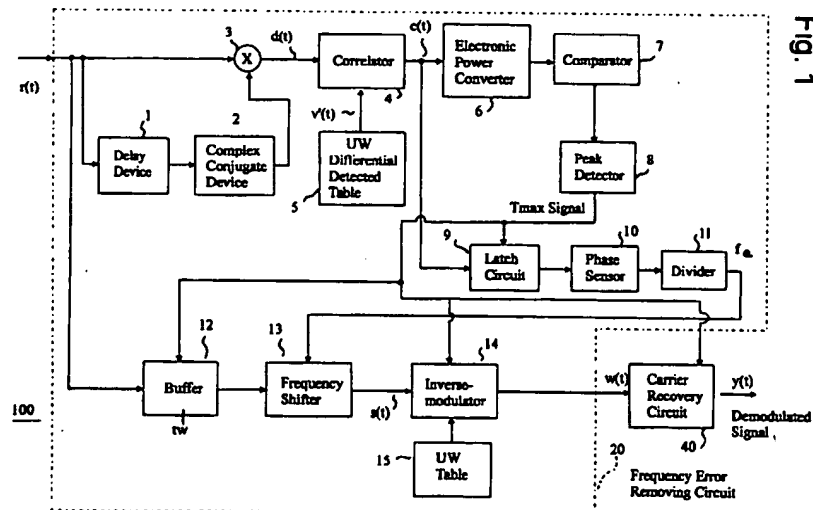 Fig. 1
r(t)
3
X
d(t)
Correlator
4
c(t)
Electronic
Power
Converter
6
Comparator
7
1
Delay
Device
2
Complex
Conjugate
Device
v'(t)
UW
Differential
Detected
Table
5
Peak
Detector
8
Tmax Signal
9
Latch
Circuit
10
Phase
Sensor
11
Divider
fe
12
Buffer
tw
13
Frequency
Shifter
s(t)
14
Inverse-
modulator
w(t)
Carrier
Recovery
Circuit
40
y(t)
Demodulated
Signal
100
15
UW
Table
20
Frequency Error
Removing Circuit